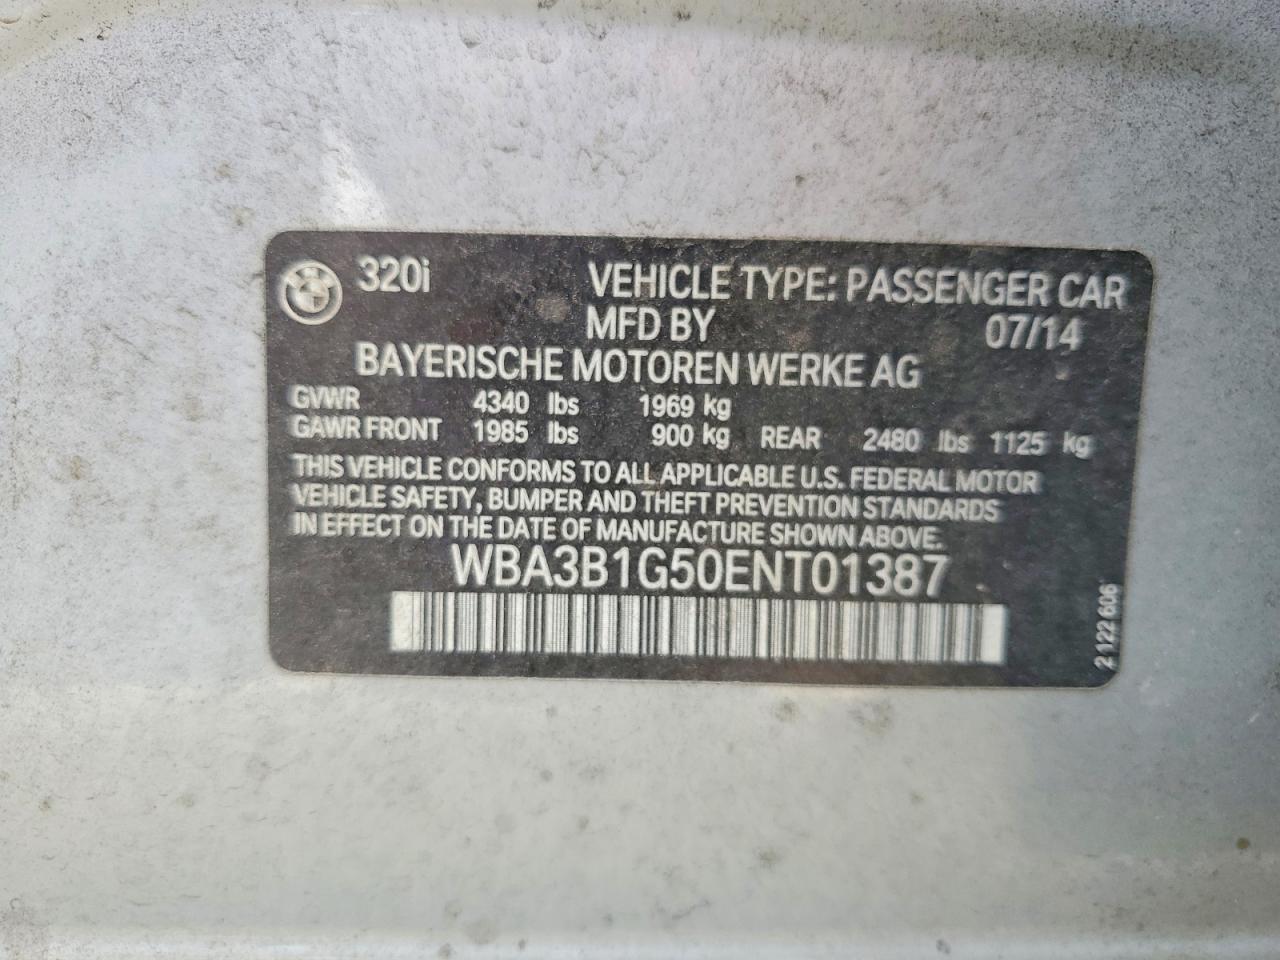 320i VEHICLE TYPE: PASSENGER CAR
MFD BY 07/14
BAYERISCHE MOTOREN WERKE AG
GVWR 4340 lbs 1969 kg
GAWR FRONT 1985 lbs 900 kg REAR 2480 lbs 1125 kg
THIS VEHICLE CONFORMS TO ALL APPLICABLE U.S. FEDERAL MOTOR
VEHICLE SAFETY, BUMPER AND THEFT PREVENTION STANDARDS
IN EFFECT ON THE DATE OF MANUFACTURE SHOWN ABOVE.
WBA3B1G50ENT01387
2 122 606